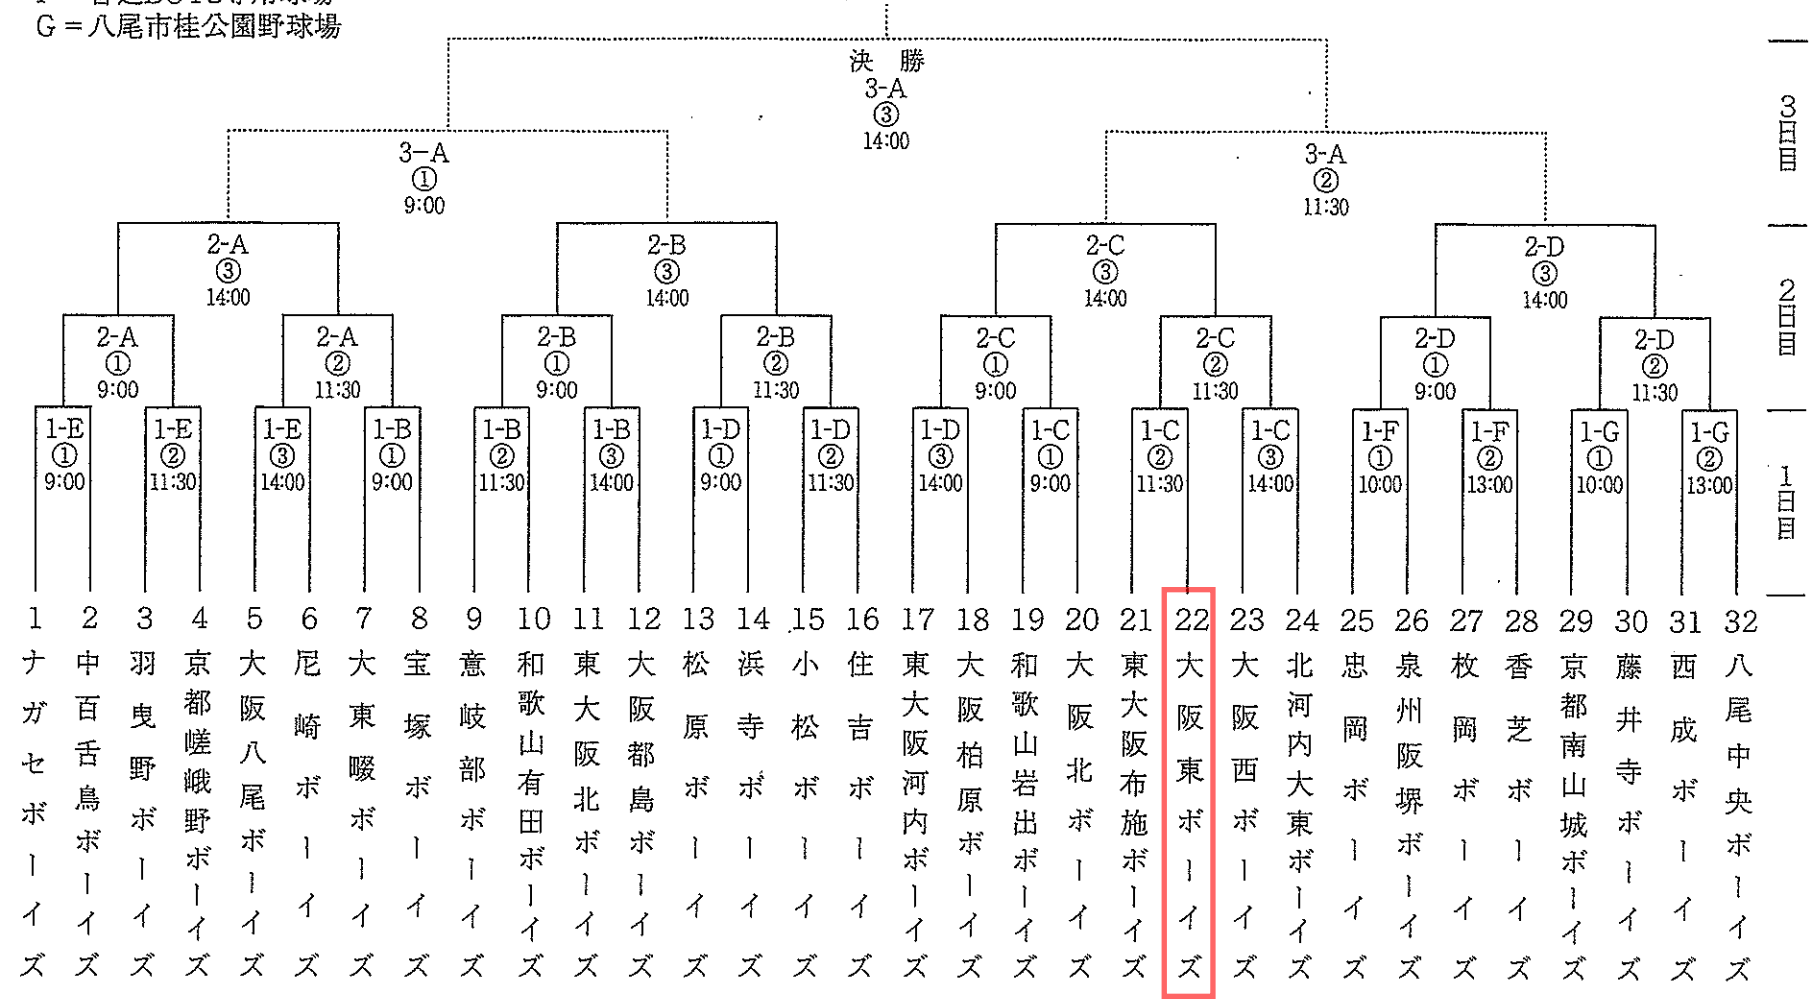 G＝八尾市桂公園野球場
決 勝
3-A
③
14:00
3日目
3-A
①
9:00
3-A
②
11:30
2-A
③
14:00
2-B
③
14:00
2-C
③
14:00
2-D
③
14:00
2日目
2-A
①
9:00
2-A
②
11:30
2-B
①
9:00
2-B
②
11:30
2-C
①
9:00
2-C
②
11:30
2-D
①
9:00
2-D
②
11:30
1-E
①
9:00
1-E
②
11:30
1-E
③
14:00
1-B
①
9:00
1-B
②
11:30
1-B
③
14:00
1-D
①
9:00
1-D
②
11:30
1-D
③
14:00
1-C
①
9:00
1-C
②
11:30
1-C
③
14:00
1-F
①
10:00
1-F
②
13:00
1-G
①
10:00
1-G
②
13:00
1日目
1 ナガセボーイズ
2 中百舌鳥ボーイズ
3 羽曳野ボーイズ
4 京都嵯峨野ボーイズ
5 大阪八尾ボーイズ
6 尼崎ボーイズ
7 大東畷ボーイズ
8 宝塚ボーイズ
9 意岐部ボーイズ
10 和歌山有田ボーイズ
11 東大阪北ボーイズ
12 大阪都島ボーイズ
13 松原ボーイズ
14 浜寺ボーイズ
15 小松ボーイズ
16 住吉ボーイズ
17 東大阪河内ボーイズ
18 大阪柏原ボーイズ
19 和歌山岩出ボーイズ
20 大阪北ボーイズ
21 東大阪布施ボーイズ
22 大阪東ボーイズ
23 大阪西ボーイズ
24 北河内大東ボーイズ
25 忠岡ボーイズ
26 泉州阪堺ボーイズ
27 枚岡ボーイズ
28 香芝ボーイズ
29 京都南山城ボーイズ
30 藤井寺ボーイズ
31 西成ボーイズ
32 八尾中央ボーイズ